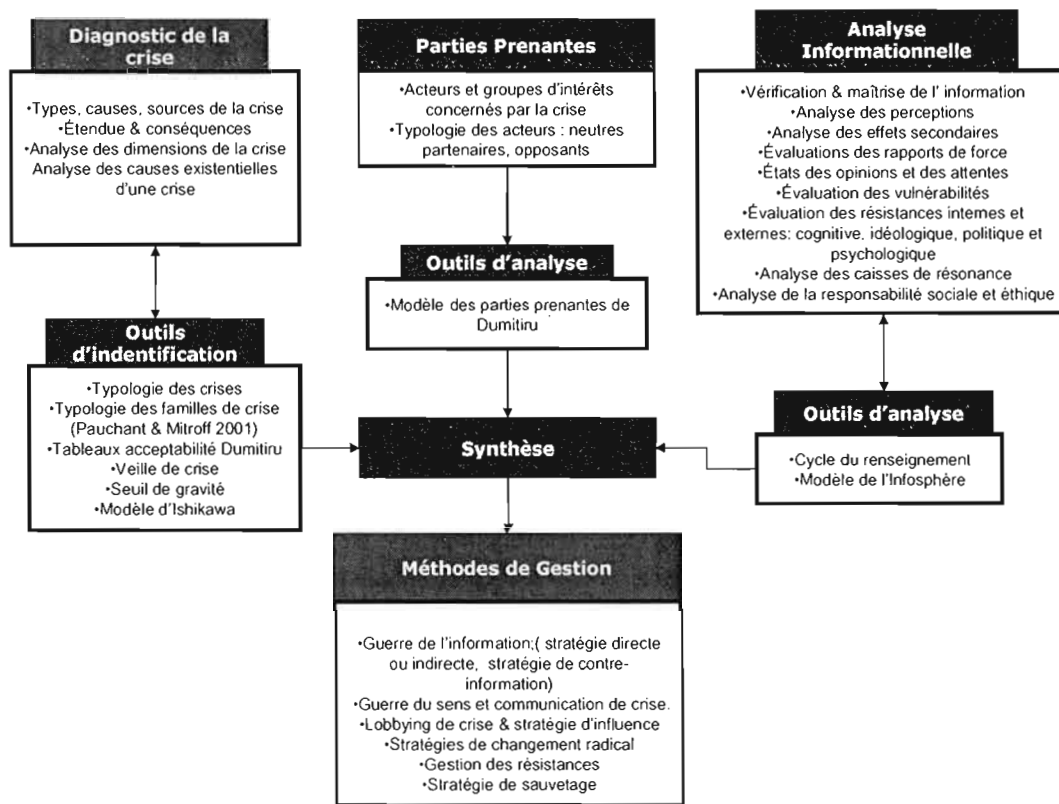 Diagnostic de la
crise
•Types, causes, sources de la crise
•Étendue & conséquences
•Analyse des dimensions de la crise
Analyse des causes existentielles
d'une crise
Outils
d'indentification
•Typologie des crises
•Typologie des familles de crise
(Pauchant & Mitroff 2001)
•Tableaux acceptabilité Dumitiru
•Veille de crise
•Seuil de gravité
•Modèle d'Ishikawa
Parties Prenantes
•Acteurs et groupes d'intérêts
concernés par la crise
•Typologie des acteurs : neutres
partenaires, opposants
Outils d'analyse
•Modèle des parties prenantes de
Dumitiru
Synthèse
Analyse
Informationnelle
•Vérification & maîtrise de l' information
•Analyse des perceptions
•Analyse des effets secondaires
•Évaluations des rapports de force
•États des opinions et des attentes
•Évaluation des vulnérabilités
•Évaluation des résistances internes et
externes: cognitive, idéologique, politique et
psychologique
•Analyse des caisses de résonance
•Analyse de la responsabilité sociale et éthique
Outils d'analyse
•Cycle du renseignement
•Modèle de l'Infosphère
Méthodes de Gestion
•Guerre de l'information;( stratégie directe
ou indirecte, stratégie de contre-
information)
•Guerre du sens et communication de crise.
•Lobbying de crise & stratégie d'influence
•Stratégies de changement radical
•Gestion des résistances
•Stratégie de sauvetage